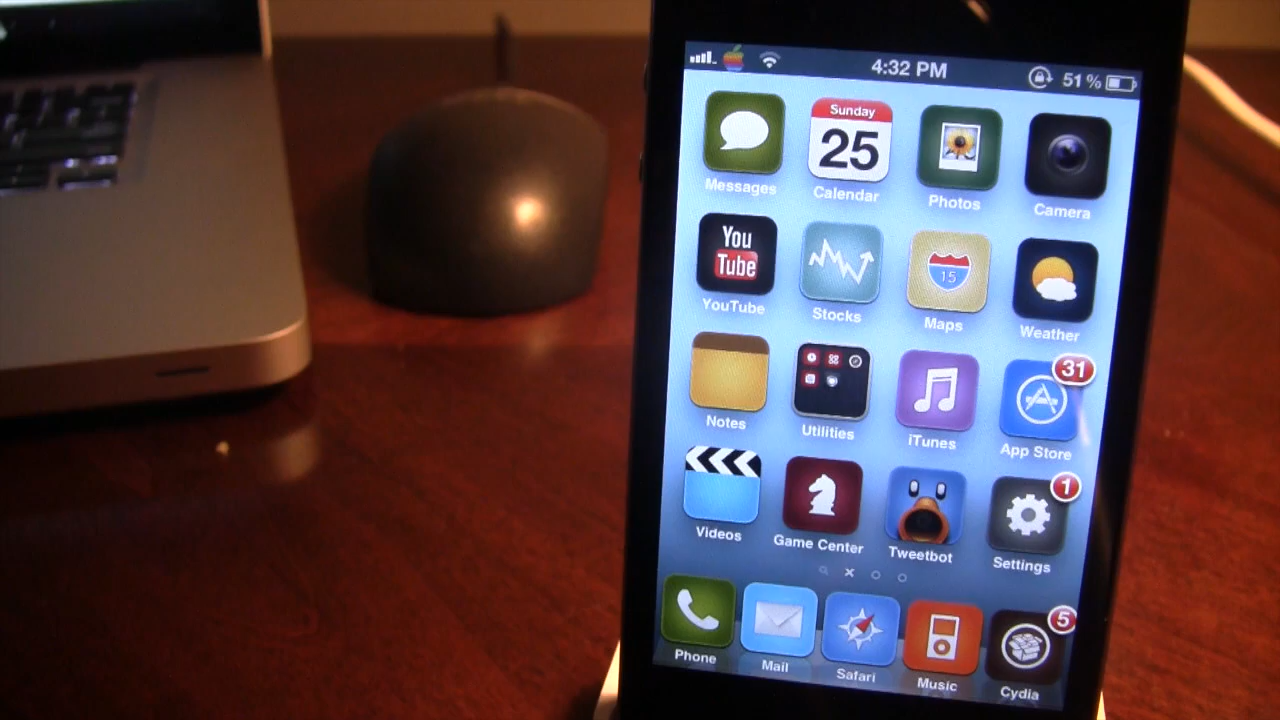 4:32 PM 51%
Sunday
25
Messages Calendar Photos Camera
You
Tube
15
YouTube Stocks Maps Weather
31
Notes Utilities iTunes App Store
1
Videos Game Center Tweetbot Settings
5
Phone Mail Safari Music Cydia